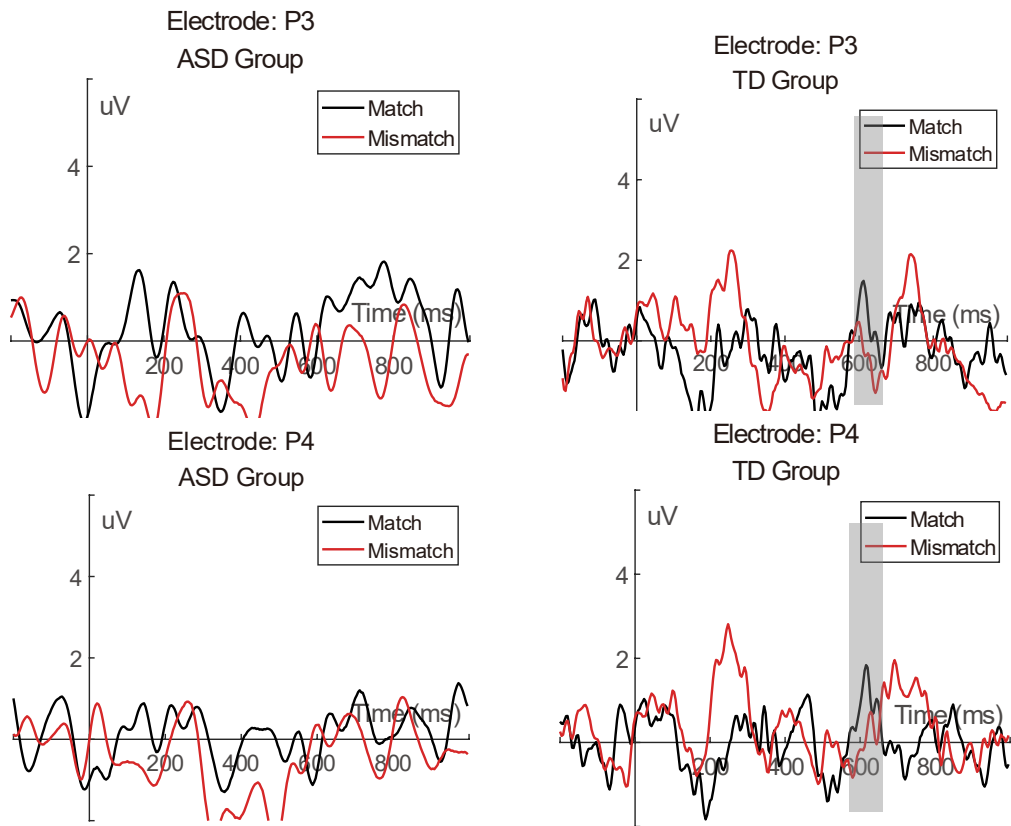 Electrode: P3
ASD Group
uV
Match
Mismatch
4
2
Time (ms)
200
400
600
800
Electrode: P3
TD Group
uV
Match
Mismatch
4
2
Time (ms)
200
400
600
800
Electrode: P4
ASD Group
uV
Match
Mismatch
4
2
Time (ms)
200
400
600
800
Electrode: P4
TD Group
uV
Match
Mismatch
4
2
Time (ms)
200
400
600
800